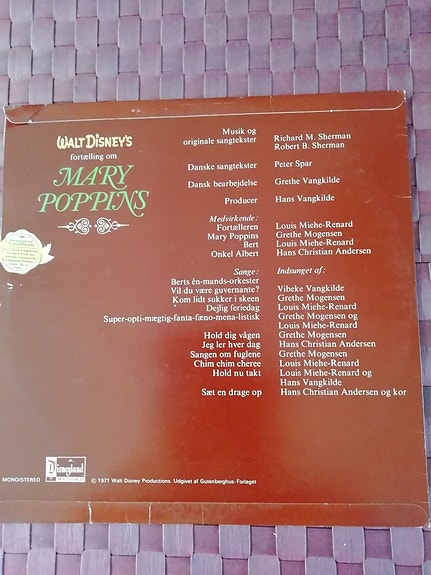 WALT DISNEY'S
fortælling om
MARY
POPPINS
Musik og
originale sangtekster Richard M. Sherman
Robert B. Sherman
Danske sangtekster Peter Spar
Dansk bearbejdelse Grethe Vangkilde
Producer Hans Vangkilde
Medvirkende:
Fortælleren Louis Miehe-Renard
Mary Poppins Grethe Mogensen
Bert Louis Miehe-Renard
Onkel Albert Hans Christian Andersen
Sange: Indsunget af:
Berts én-mands-orkester
Vil du være guvernante? Vibeke Vangkilde
Kom lidt sukker i skeen Grethe Mogensen
Dejlig feriedag Louis Miehe-Renard
Super-opti-mægtig-fanta-fæno-mena-listisk Grethe Mogensen og
Louis Miehe-Renard
Hold dig vågen Grethe Mogensen
Jeg ler hver dag Hans Christian Andersen
Sangen om fuglene Grethe Mogensen
Chim chim cheree Louis Miehe-Renard
Hold nu takt Louis Miehe-Renard og
Hans Vangkilde
Sæt en drage op Hans Christian Andersen og kor
MONO/STEREO
Disneyland
© 1971 Walt Disney Productions. Udgivet af Gutenberghus-Forlaget